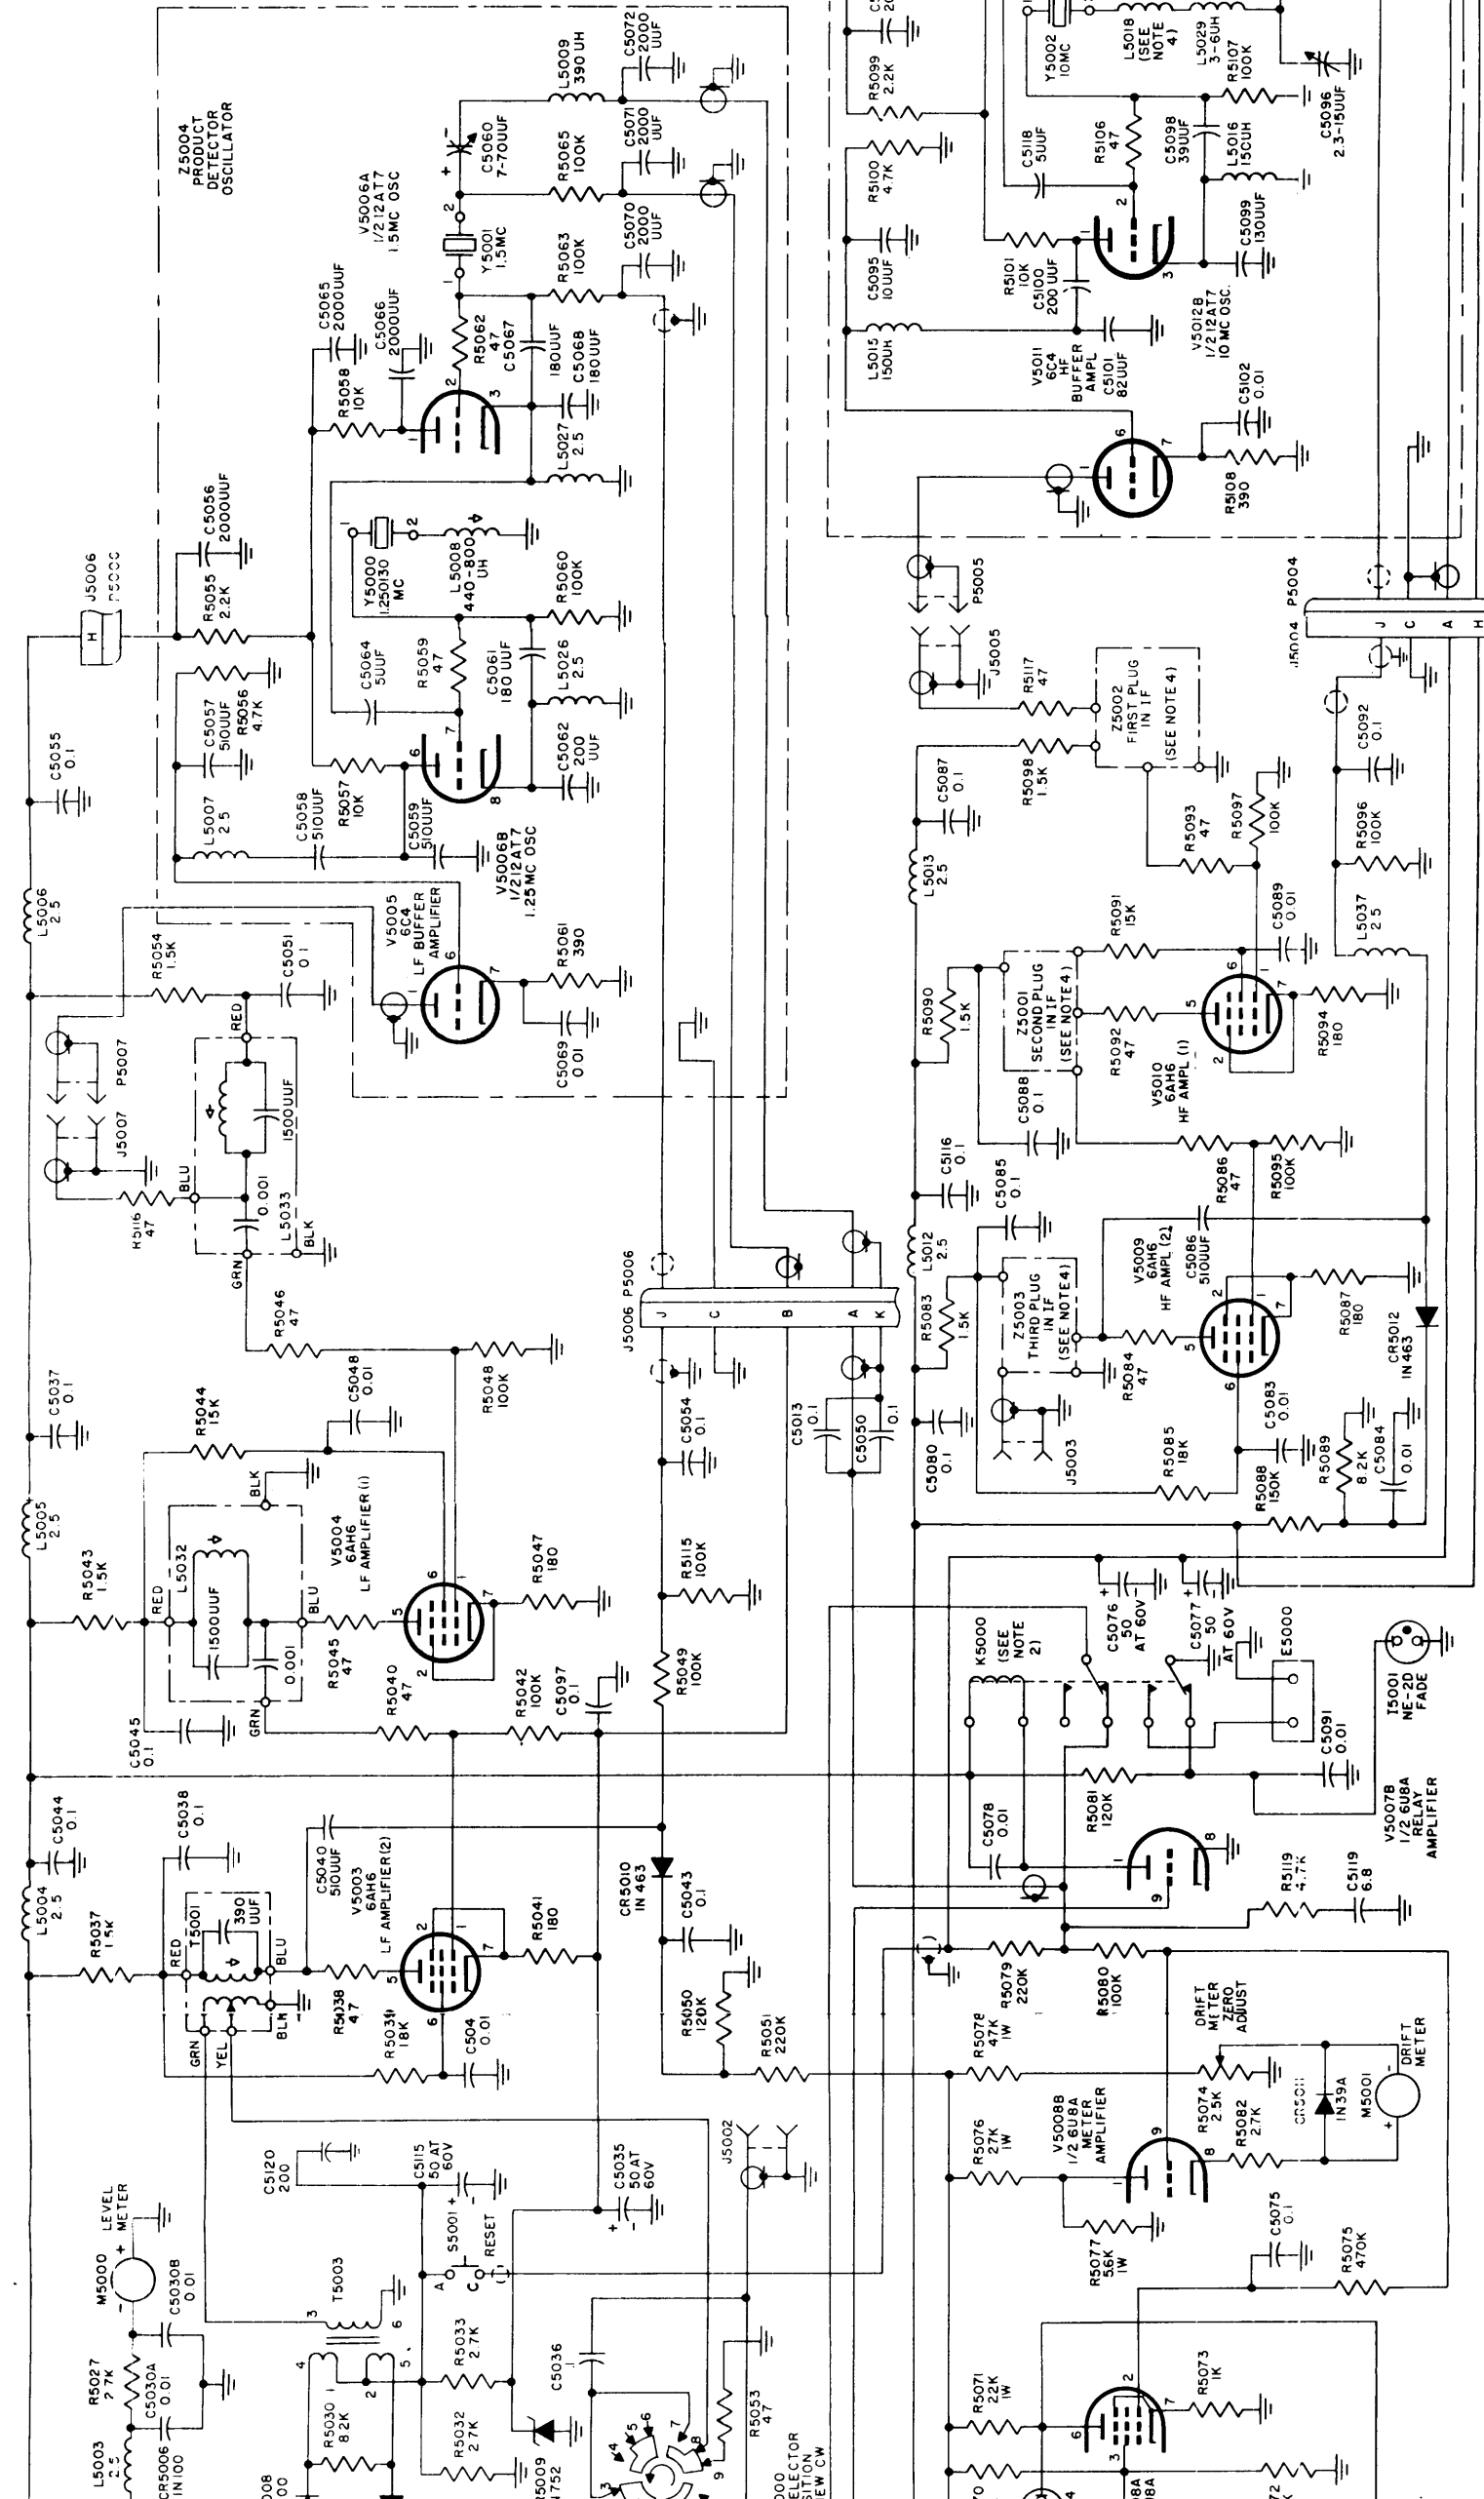 Z5004
PRODUCT
DETECTOR
OSCILLATOR
L5009
390 UH
C5072
2000
UUF
C5060
7-70UUF
R5065
100K
C5071
2000
UUF
V5006A
1/2 12AT7
1.5MC OSC
Y5001
1.5MC
R5063
100K
C5070
2000
UUF
C5065
2000UUF
C5066
2000UUF
R5058
10K
R5062
47
C5067
180UUF
C5068
180UUF
L5027
2.5
J5006
H
C5056
2000UUF
R5055
2.2K
Y5000
1.250130
MC
L5008
440-800
UH
R5060
100K
C5064
5UUF
R5059
47
C5061
180 UUF
L5026
2.5
C5062
200
UUF
C5055
0.1
C5057
510UUF
R5056
4.7K
L5007
2.5
C5058
510UUF
R5057
10K
C5059
510UUF
V5006B
1/2 12AT7
1.25MC OSC
L5006
2.5
R5054
1.5K
C5051
0.1
V5005
6C4
LF BUFFER
AMPLIFIER
R5061
390
C5069
0.01
P5007
J5007
RED
1500UUF
BLU
R5116
47
0.001
L5033
BLK
GRN
R5046
47
J5006 P5006
J
C
B
A
K
C5037
0.1
R5044
15K
C5048
0.01
R5048
100K
C5054
0.1
C5013
0.1
C5050
0.1
L5005
2.5
R5043
1.5K
RED
L5032
1500UUF
0.001
BLK
BLU
GRN
V5004
6AH6
LF AMPLIFIER (1)
R5045
47
R5047
180
R5115
100K
R5040
47
R5042
100K
C5097
0.1
R5049
100K
C5045
0.1
C5044
0.1
C5038
0.1
C5040
510UUF
V5003
6AH6
LF AMPLIFIER(2)
L5004
2.5
R5037
1.5K
RED
T5001
390
UUF
BLU
GRN
YEL
R5038
47
R5041
180
CR5010
IN 463
C5043
0.1
R5039
18K
C504
0.01
R5050
120K
R5051
220K
C5120
200
C5115
50 AT
60V
C5035
50 AT
60V
J5002
LEVEL
METER
M5000
C5030B
0.01
T5003
S5001
RESET
A
C
R5027
2.7K
C5030A
0.01
R5033
2.7K
C5036
R5030
82K
R5032
2.7K
R5053
47
L5003
2.5
CR5006
IN100
R5009
ELECTOR
R5099
2.2K
Y5002
10MC
L5018
(SEE
NOTE
4)
L5029
3-6UH
R5107
100K
C5096
2.3-15UUF
R5100
4.7K
C5118
5UUF
R5106
47
C5098
39UUF
L5016
C5095
10UUF
R5101
10K
C5100
200 UUF
C5099
130UUF
L5015
150UH
V5011
6C4
HF
BUFFER
AMPL
C5101
82UUF
V5012B
1/2 12AT7
10 MC OSC.
C5102
0.01
R5108
390
P5005
J5005
P5004
J5004
J
C
A
H
R5117
47
Z5002
FIRST PLUG
IN IF
(SEE NOTE 4)
R5098
1.5K
C5087
0.1
R5093
47
R5097
100K
C5092
0.1
R5096
100K
L5013
2.5
R5091
15K
C5089
0.01
L5037
2.5
R5090
1.5K
Z5001
SECOND PLUG
IN IF
(SEE NOTE 4)
R5092
47
V5010
6AH6
HF AMPL (1)
R5094
180
C5088
0.1
C5116
0.1
C5085
0.1
R5086
47
R5095
100K
L5012
2.5
R5083
1.5K
Z5003
THIRD PLUG
IN IF
(SEE NOTE 4)
V5009
6AH6
HF AMPL (2)
C5086
510UUF
R5087
180
CR5012
IN463
R5084
47
J5003
C5080
0.1
R5085
18K
C5083
0.01
R5088
150K
R5089
8.2K
C5084
0.01
K5000
(SEE
NOTE
2)
C5076
50
AT 60V
C5077
50
AT 60V
E5000
I5001
NE-2D
FADE
C5091
0.01
R5081
120K
C5078
0.01
V5007B
1/2 6U8A
RELAY
AMPLIFIER
R5119
4.7K
C5119
6.8
R5079
220K
R5080
100K
R5078
47K
1W
DRIFT
METER
ZERO
ADJUST
R5074
2.5K
R5076
27K
1W
V5008B
1/2 6U8A
METER
AMPLIFIER
R5082
2.7K
CR5011
IN39A
M5001
DRIFT
METER
R5077
56K
1W
C5075
0.1
R5075
470K
R5071
22K
1W
R5073
1K